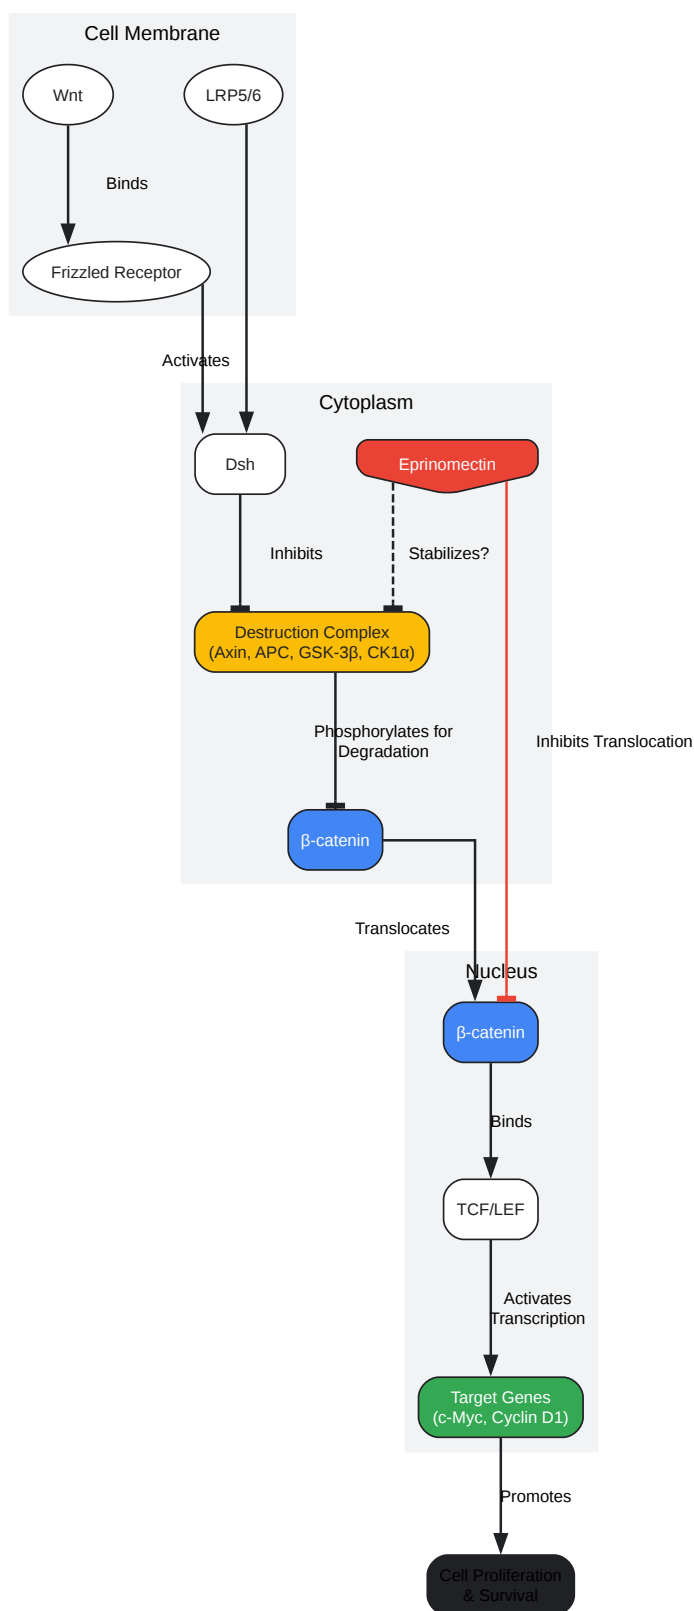 Cell Membrane
Wnt
LRP5/6
Binds
Frizzled Receptor
Activates
Cytoplasm
Dsh
Eprinomectin
Inhibits
Stabilizes?
Destruction Complex
(Axin, APC, GSK-3β, CK1α)
Phosphorylates for
Degradation
Inhibits Translocation
β-catenin
Translocates
Nucleus
β-catenin
Binds
TCF/LEF
Activates
Transcription
Target Genes
(c-Myc, Cyclin D1)
Promotes
Cell Proliferation
& Survival